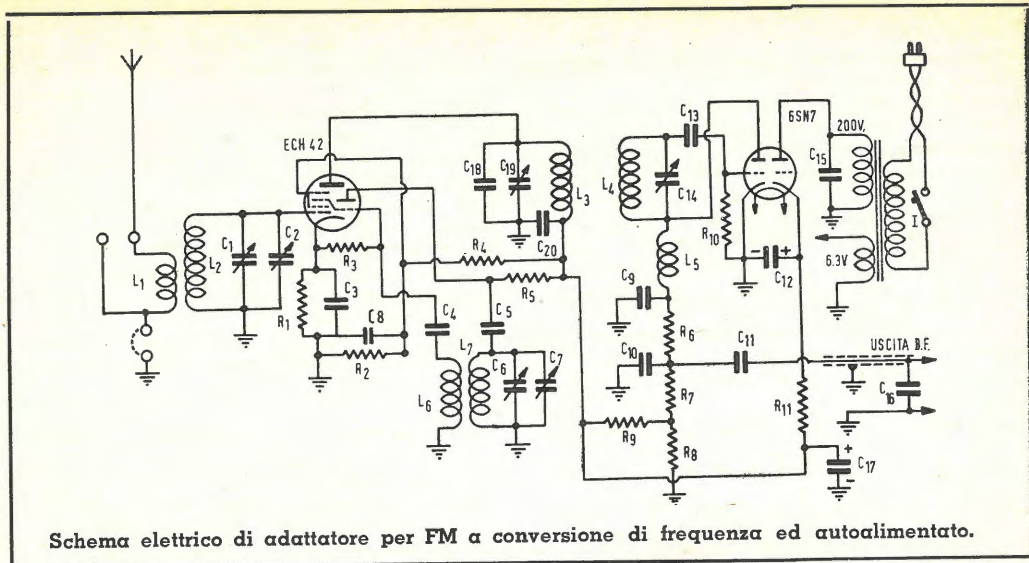 ECH 42
C18
C19
L3
C20
L1
L2
C1
C2
R3
R4
C3
R1
C8
R2
R5
C4
C5
L7
C6
C7
L6
C13
6SN7
200V.
C15
L4
C14
R10
I
L5
6.3V
C12
C9
R6
C10
C11
USCITA B.F.
C16
R7
R11
R9
R8
C17
Schema elettrico di adattatore per FM a conversione di frequenza ed autoalimentato.